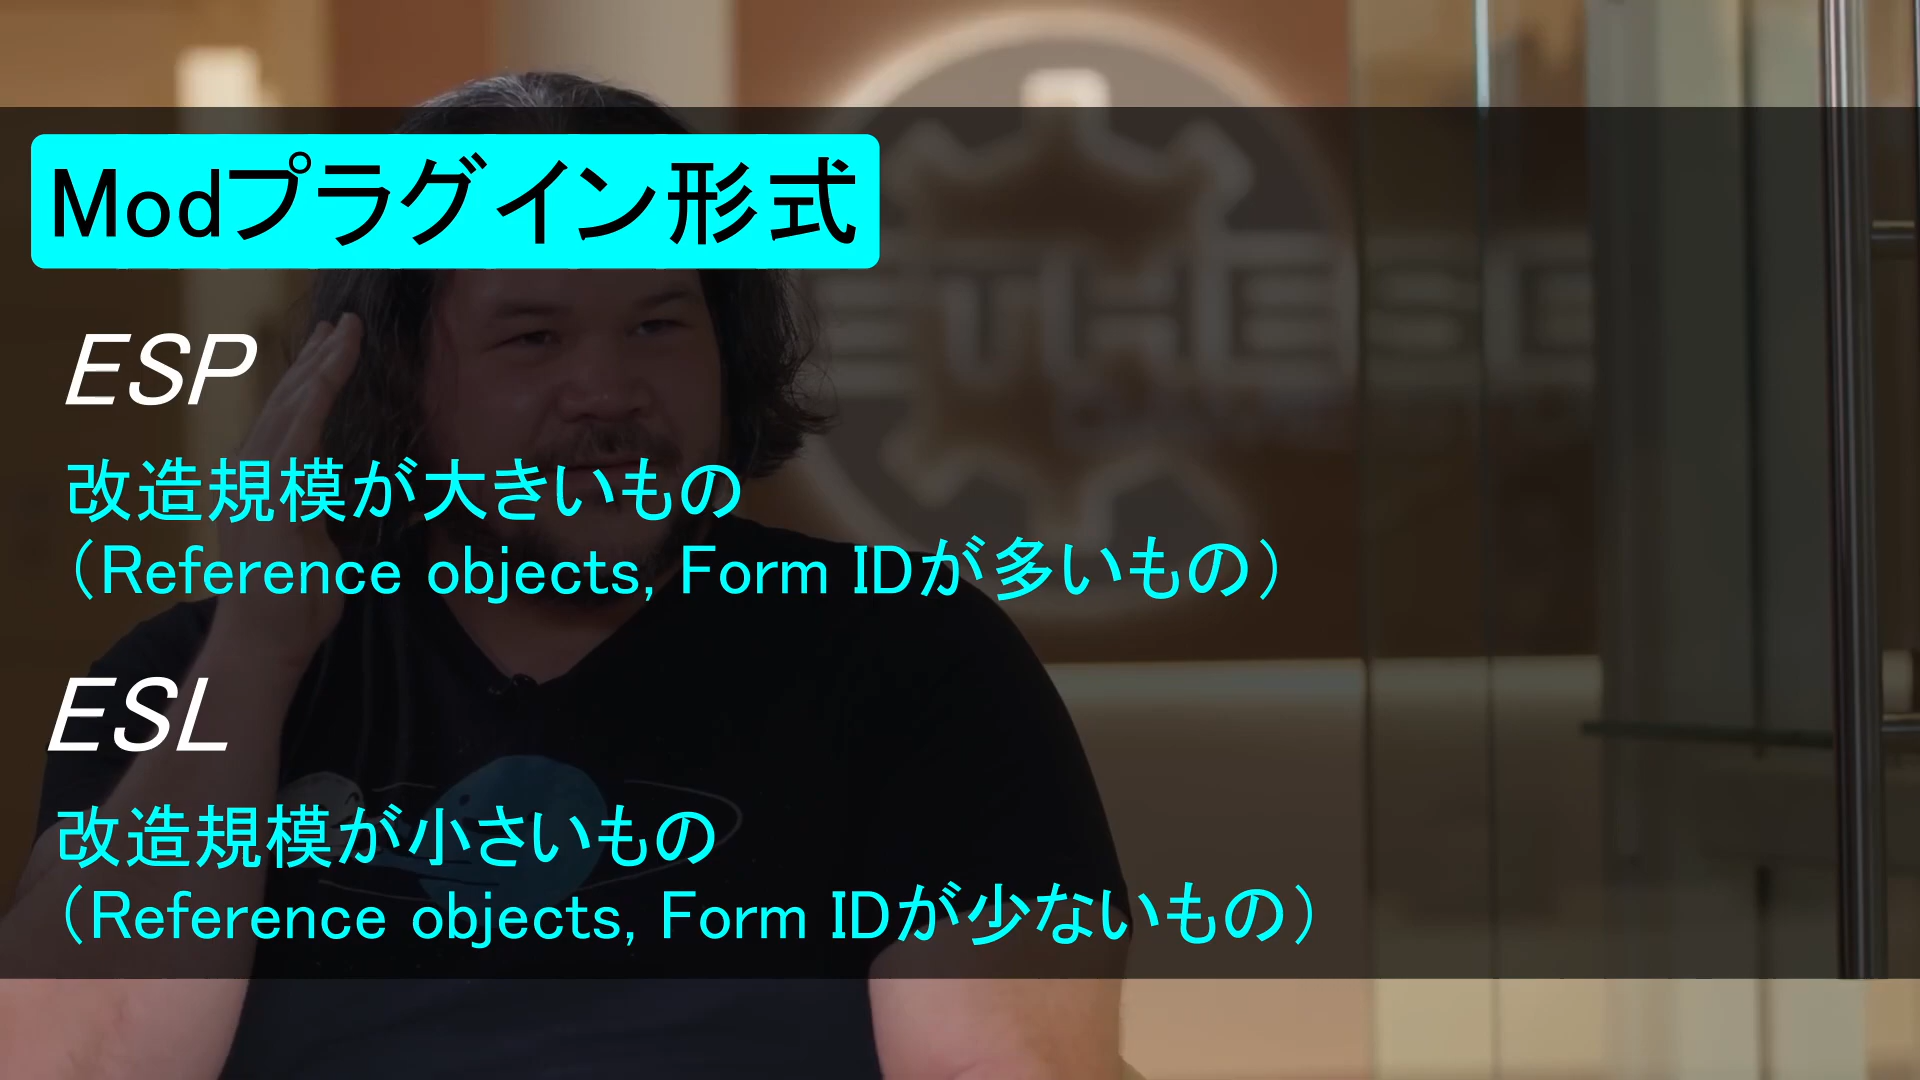 Modプラグイン形式
ETHESD
ESP
改造規模が大きいもの
（Reference objects, Form IDが多いもの）
ESL
改造規模が小さいもの
（Reference objects, Form IDが少ないもの）